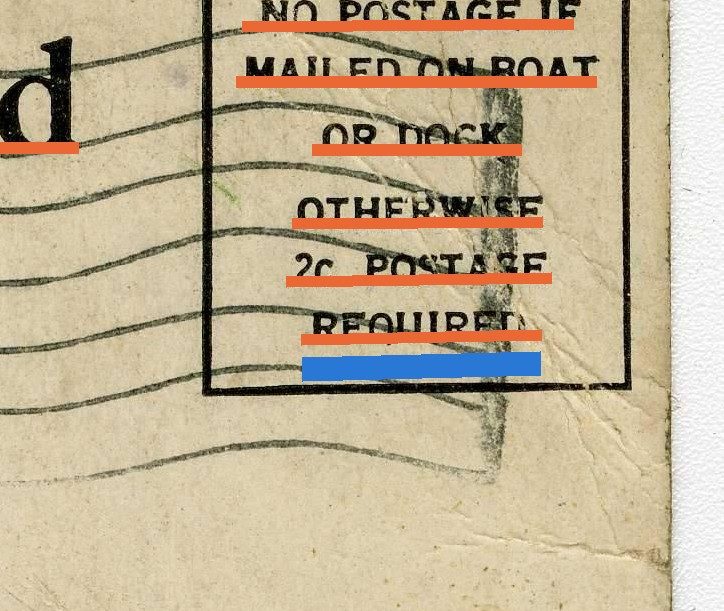 NO POSTAGE IF
MAILED ON BOAT
d
OR DOCK
OTHERWISE
2c. POSTAGE
REQUIRED